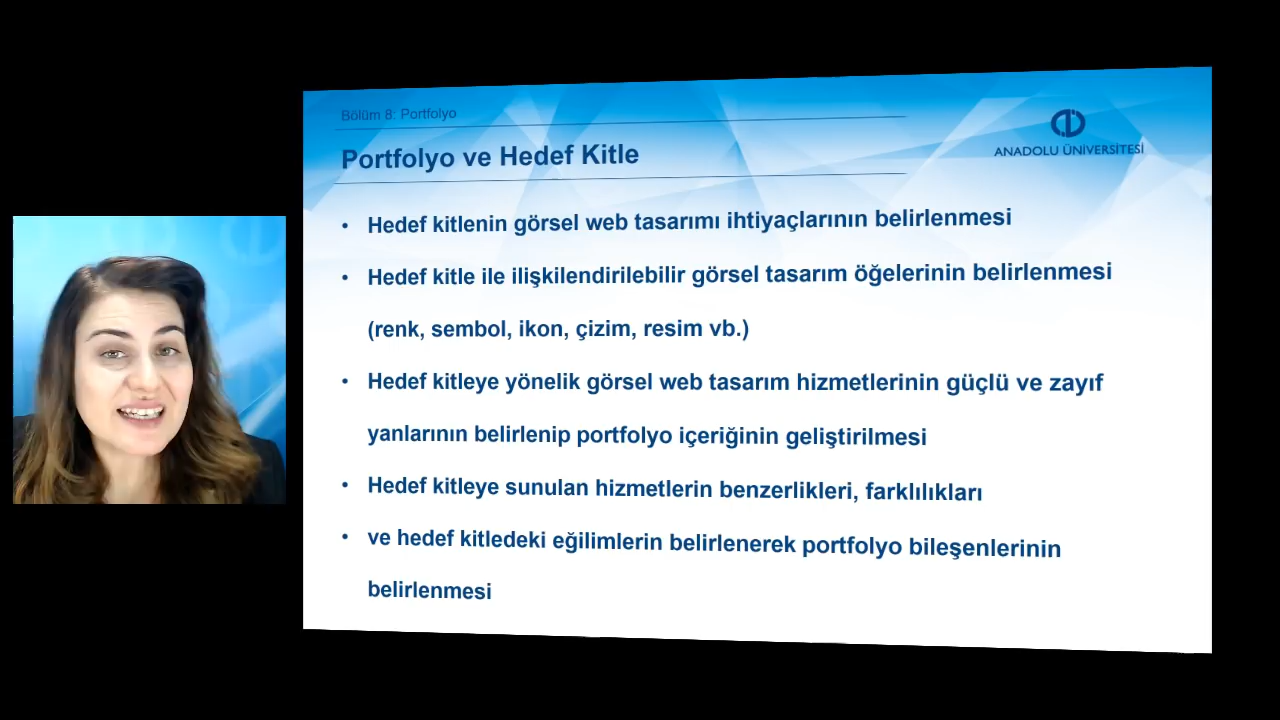 Bölüm 8: Portfolyo
ANADOLU ÜNİVERSİTESİ
Portfolyo ve Hedef Kitle
• Hedef kitlenin görsel web tasarımı ihtiyaçlarının belirlenmesi
• Hedef kitle ile ilişkilendirilebilir görsel tasarım öğelerinin belirlenmesi
(renk, sembol, ikon, çizim, resim vb.)
• Hedef kitleye yönelik görsel web tasarım hizmetlerinin güçlü ve zayıf
yanlarının belirlenip portfolyo içeriğinin geliştirilmesi
• Hedef kitleye sunulan hizmetlerin benzerlikleri, farklılıkları
• ve hedef kitledeki eğilimlerin belirlenerek portfolyo bileşenlerinin
belirlenmesi